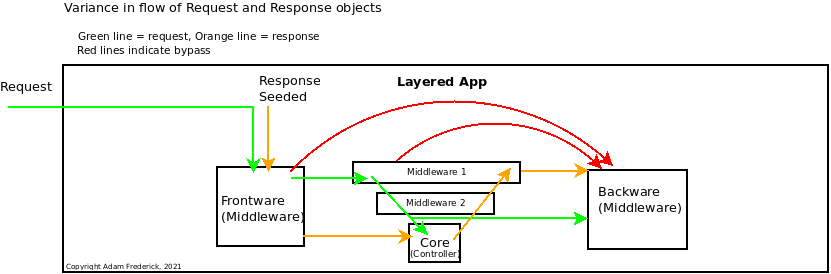 Variance in flow of Request and Response objects
Green line = request, Orange line = response
Red lines indicate bypass
Request
Response
Seeded
Layered App
Frontware
(Middleware)
Middleware 1
Middleware 2
Core
(Controller)
Backware
(Middleware)
Copyright Adam Frederick, 2021